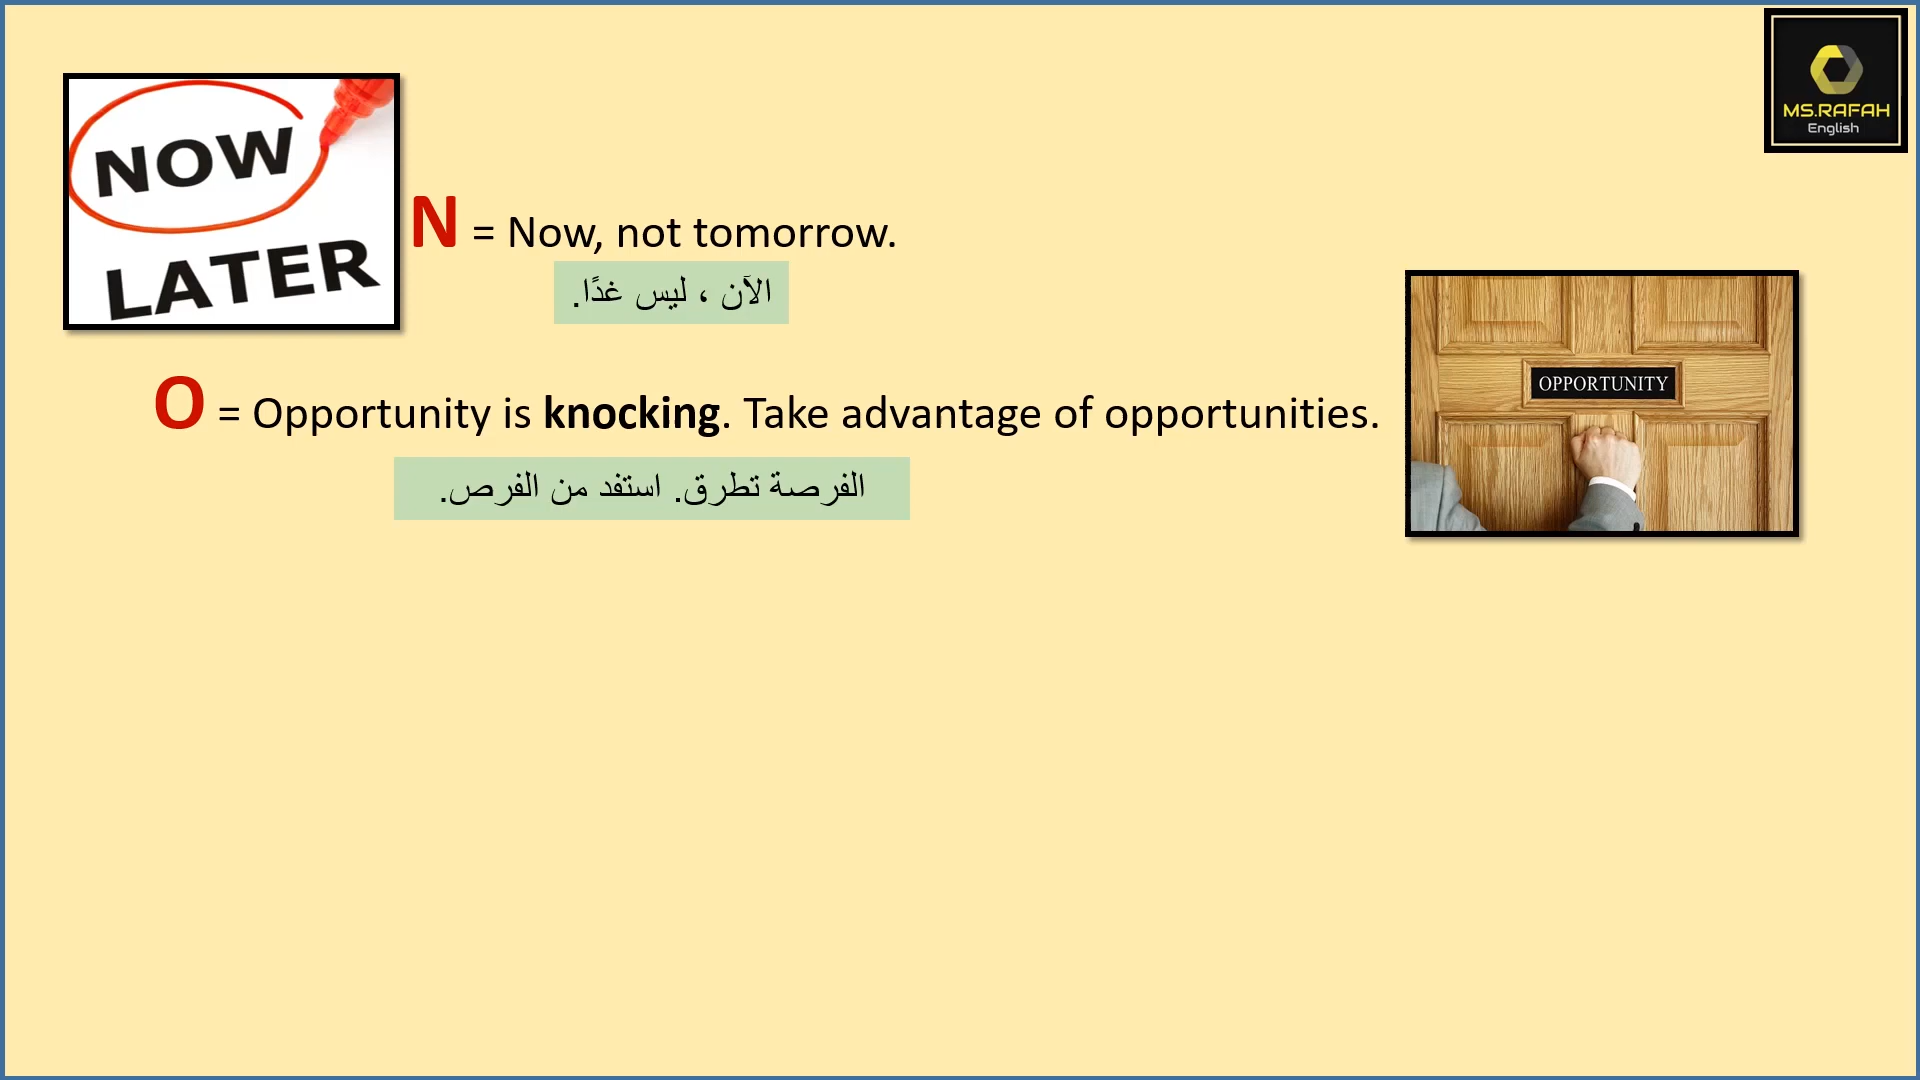 MS.RAFAH
English
NOW
LATER
N = Now, not tomorrow.
الآن ، ليس غدًا.
O = Opportunity is knocking. Take advantage of opportunities.
OPPORTUNITY
الفرصة تطرق. استفد من الفرص.